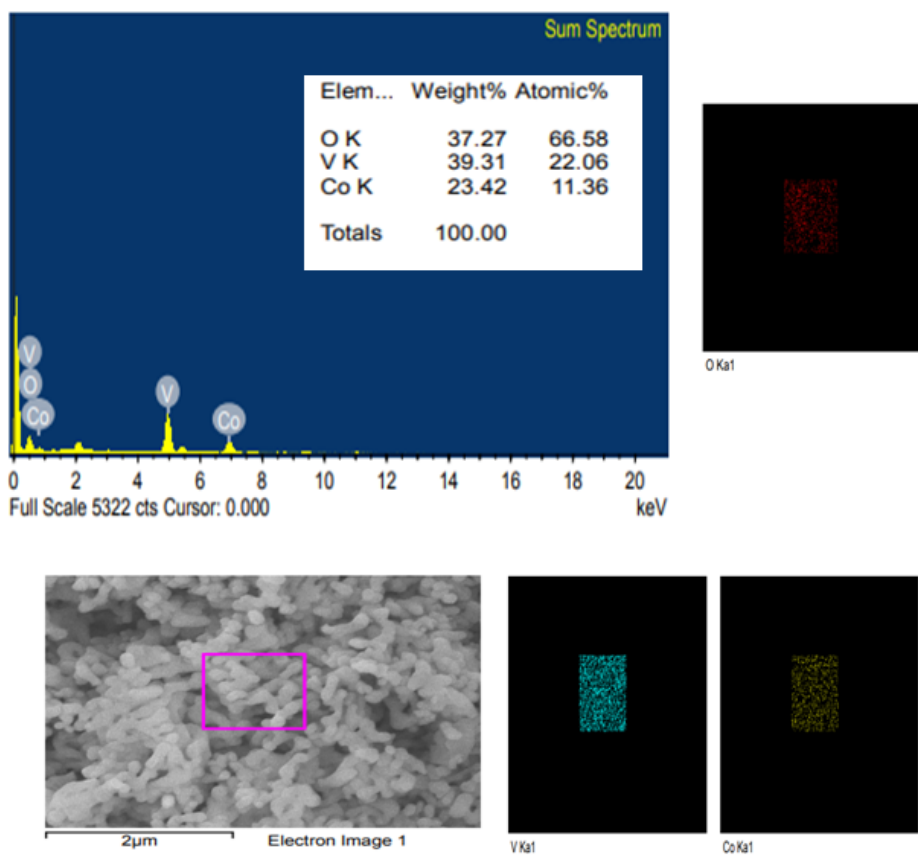 Sum Spectrum
Elem... Weight% Atomic%
O K 37.27 66.58
V K 39.31 22.06
Co K 23.42 11.36
Totals 100.00
V
O
Co
V
Co
0 2 4 6 8 10 12 14 16 18 20
Full Scale 5322 cts Cursor: 0.000 keV
O Ka1
2µm Electron Image 1
V Ka1
Co Ka1